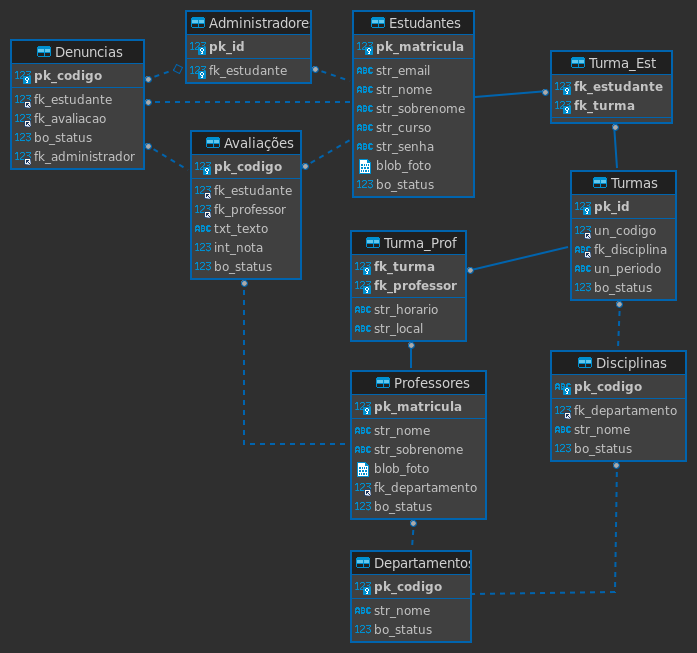 Denuncias
123 pk_codigo
123 fk_estudante
123 fk_avaliacao
123 bo_status
123 fk_administrador
Administradore
123 pk_id
123 fk_estudante
Estudantes
123 pk_matricula
ABC str_email
ABC str_nome
ABC str_sobrenome
ABC str_curso
ABC str_senha
blob_foto
123 bo_status
Turma_Est
123 fk_estudante
123 fk_turma
Avaliações
123 pk_codigo
123 fk_estudante
123 fk_professor
ABC txt_texto
123 int_nota
123 bo_status
Turmas
123 pk_id
123 un_codigo
ABC fk_disciplina
ABC un_periodo
123 bo_status
Turma_Prof
123 fk_turma
123 fk_professor
ABC str_horario
ABC str_local
Professores
123 pk_matricula
ABC str_nome
ABC str_sobrenome
blob_foto
123 fk_departamento
123 bo_status
Disciplinas
ABC pk_codigo
123 fk_departamento
ABC str_nome
123 bo_status
Departamentos
123 pk_codigo
ABC str_nome
123 bo_status